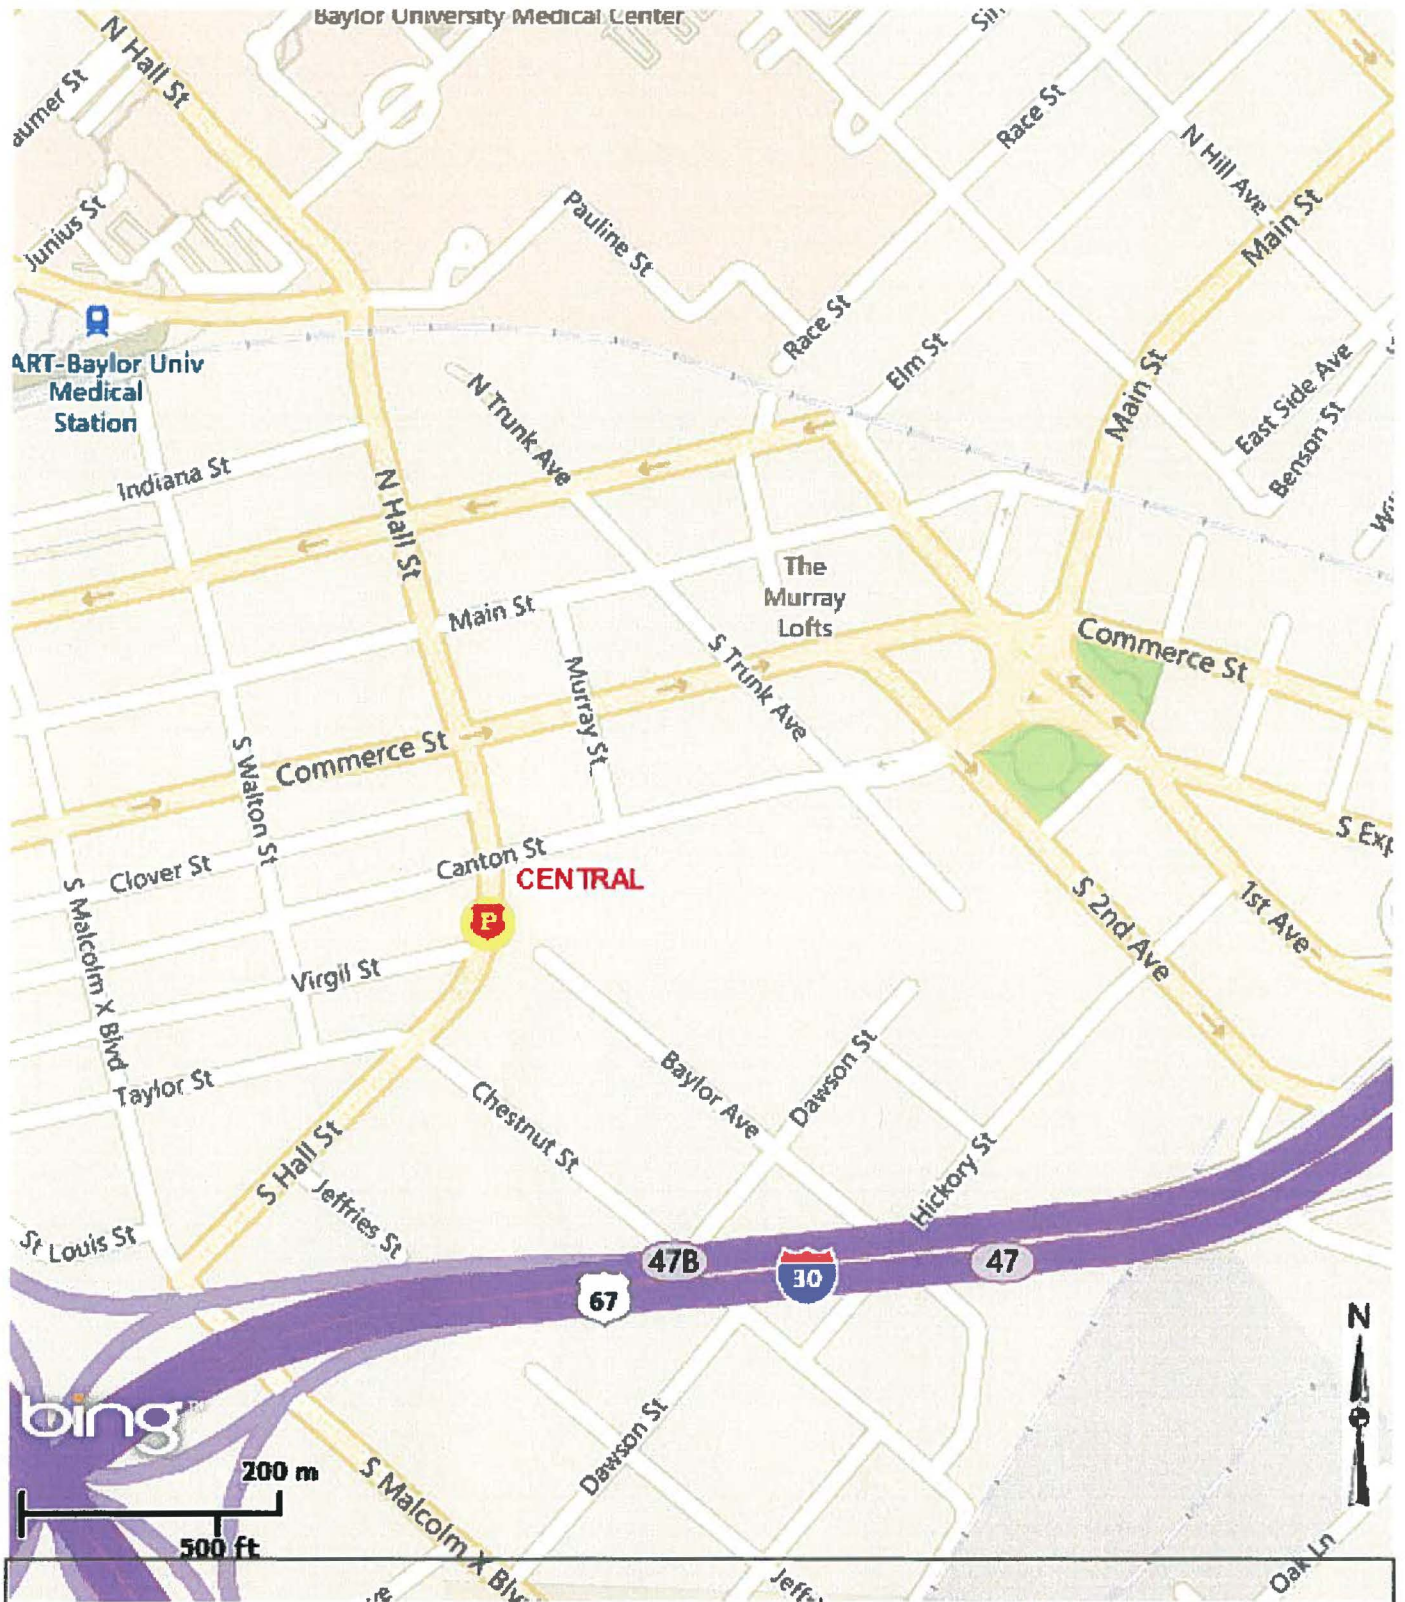 Baylor University Medical Center
N Hall St
aumer St
Race St
N Hill Ave
Junius St
Pauline St
Main St
Race St
Elm St
ART-Baylor Univ
Medical
Station
N Trunk Ave
Main St
East Side Ave
Benson St
Indiana St
N Hall St
The
Murray
Lofts
Main St
Commerce St
S Trunk Ave
Murray St
Commerce St
S Walton St
S Exp
Clover St
Canton St
CENTRAL
P
S Malcolm X Blvd
S 2nd Ave
1st Ave
Virgil St
Taylor St
Baylor Ave
Dawson St
Chestnut St
S Hall St
Jeffries St
Hickory St
St Louis St
47B
30
47
67
N
bing
200 m
500 ft
Dawson St
S Malcolm X Blv
Oak Ln